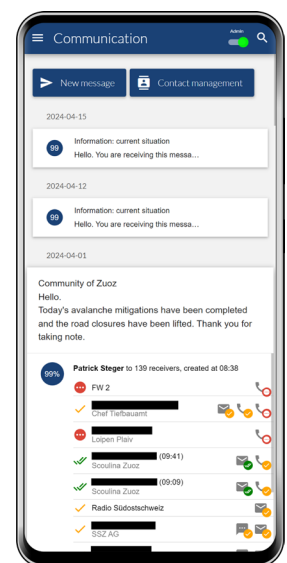 Communication
Admin
New message
Contact management
2024-04-15
99
Information: current situation
Hello. You are receiving this messa...
2024-04-12
99
Information: current situation
Hello. You are receiving this messa...
2024-04-01
Community of Zuoz
Hello.
Today's avalanche mitigations have been completed
and the road closures have been lifted. Thank you for
taking note.
99%
Patrick Steger to 139 receivers, created at 08:38
FW 2
Chef Tiefbauamt
Loipen Plaiv
(09:41)
Scoulina Zuoz
(09:09)
Scoulina Zuoz
Radio Südostschweiz
SSZ AG